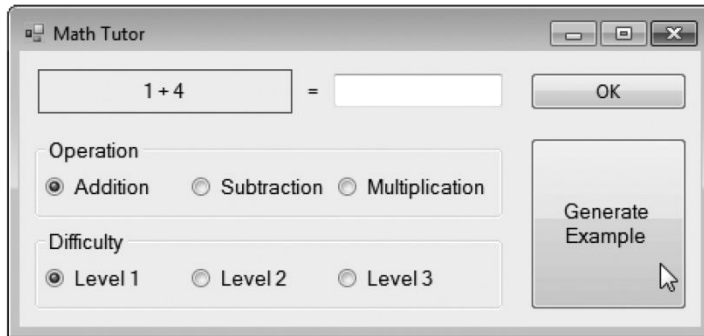 Math Tutor
1 + 4 = OK
Operation
Addition Subtraction Multiplication
Generate
Example
Difficulty
Level 1 Level 2 Level 3